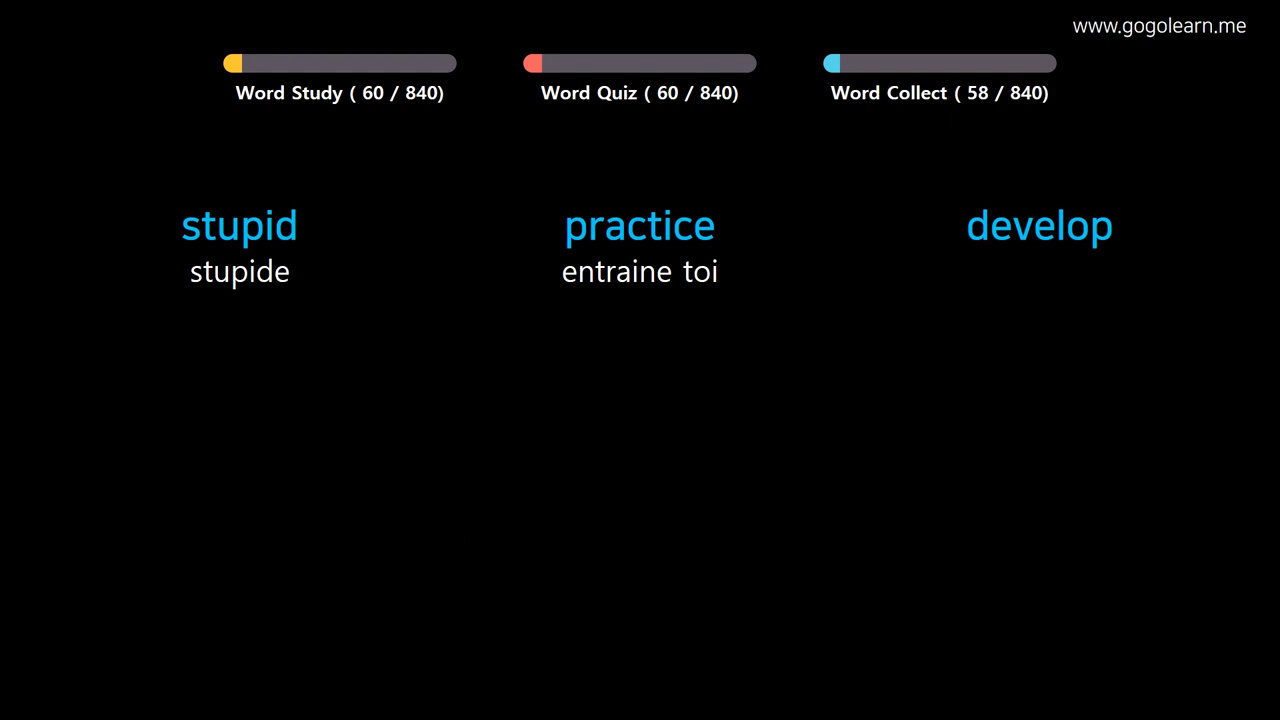 www.gogolearn.me
Word Study ( 60 / 840)
Word Quiz ( 60 / 840)
Word Collect ( 58 / 840)
stupid
stupide
practice
entraine toi
develop